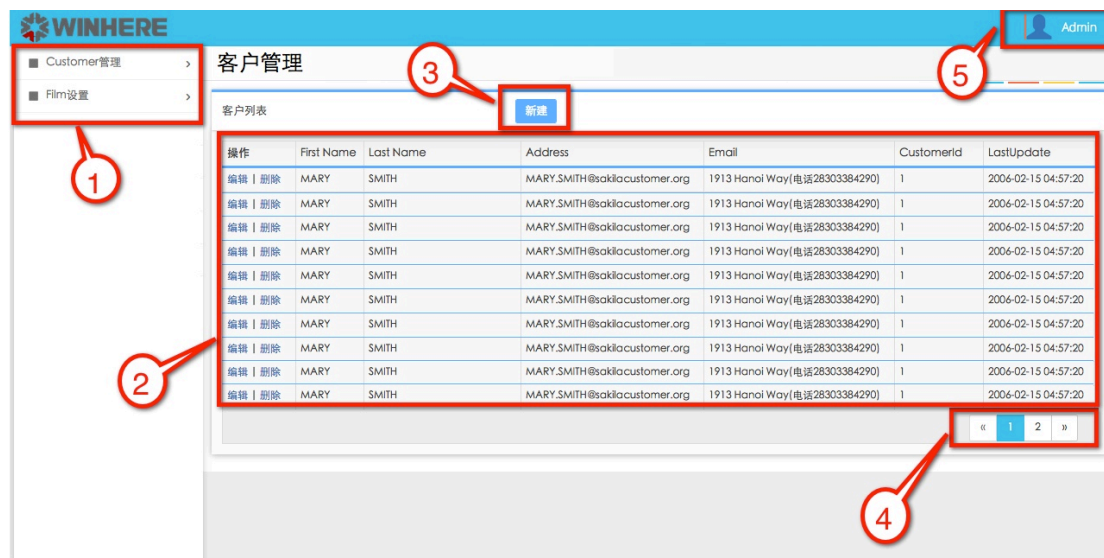 WINHERE
Admin
5
Customer管理 >
Film设置 >
1
客户管理
3
客户列表 新建
操作 First Name Last Name Address Email CustomerId LastUpdate
编辑 | 删除 MARY SMITH MARY.SMITH@sakilacustomer.org 1913 Hanoi Way(电话28303384290) 1 2006-02-15 04:57:20
编辑 | 删除 MARY SMITH MARY.SMITH@sakilacustomer.org 1913 Hanoi Way(电话28303384290) 1 2006-02-15 04:57:20
编辑 | 删除 MARY SMITH MARY.SMITH@sakilacustomer.org 1913 Hanoi Way(电话28303384290) 1 2006-02-15 04:57:20
编辑 | 删除 MARY SMITH MARY.SMITH@sakilacustomer.org 1913 Hanoi Way(电话28303384290) 1 2006-02-15 04:57:20
编辑 | 删除 MARY SMITH MARY.SMITH@sakilacustomer.org 1913 Hanoi Way(电话28303384290) 1 2006-02-15 04:57:20
编辑 | 删除 MARY SMITH MARY.SMITH@sakilacustomer.org 1913 Hanoi Way(电话28303384290) 1 2006-02-15 04:57:20
编辑 | 删除 MARY SMITH MARY.SMITH@sakilacustomer.org 1913 Hanoi Way(电话28303384290) 1 2006-02-15 04:57:20
编辑 | 删除 MARY SMITH MARY.SMITH@sakilacustomer.org 1913 Hanoi Way(电话28303384290) 1 2006-02-15 04:57:20
编辑 | 删除 MARY SMITH MARY.SMITH@sakilacustomer.org 1913 Hanoi Way(电话28303384290) 1 2006-02-15 04:57:20
编辑 | 删除 MARY SMITH MARY.SMITH@sakilacustomer.org 1913 Hanoi Way(电话28303384290) 1 2006-02-15 04:57:20
2
« 1 2 »
4